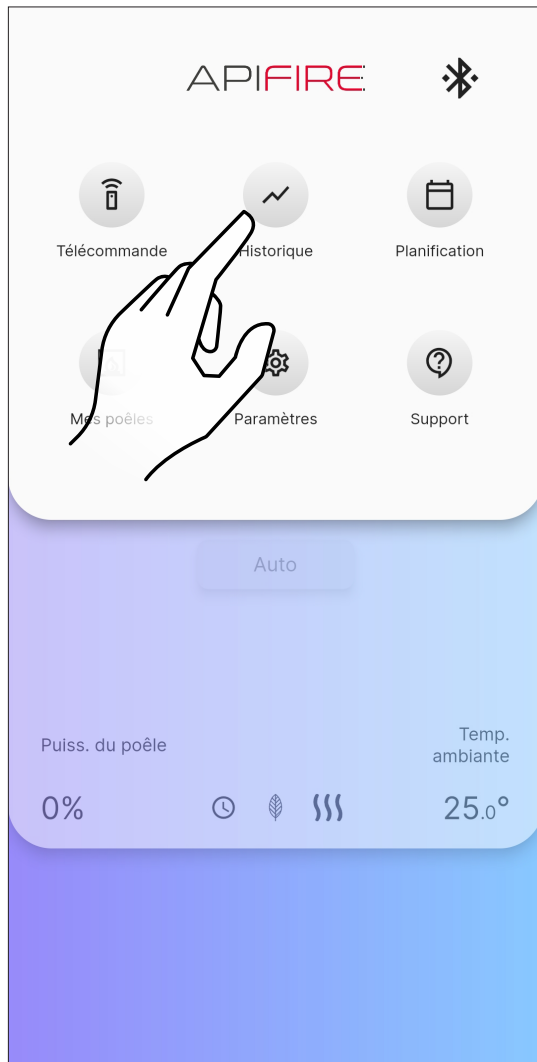 APIFIRE
Télécommande
Historique
Planification
Mes poêles
Paramètres
Support
Auto
Puiss. du poêle
Temp.
ambiante
0%
25.0°